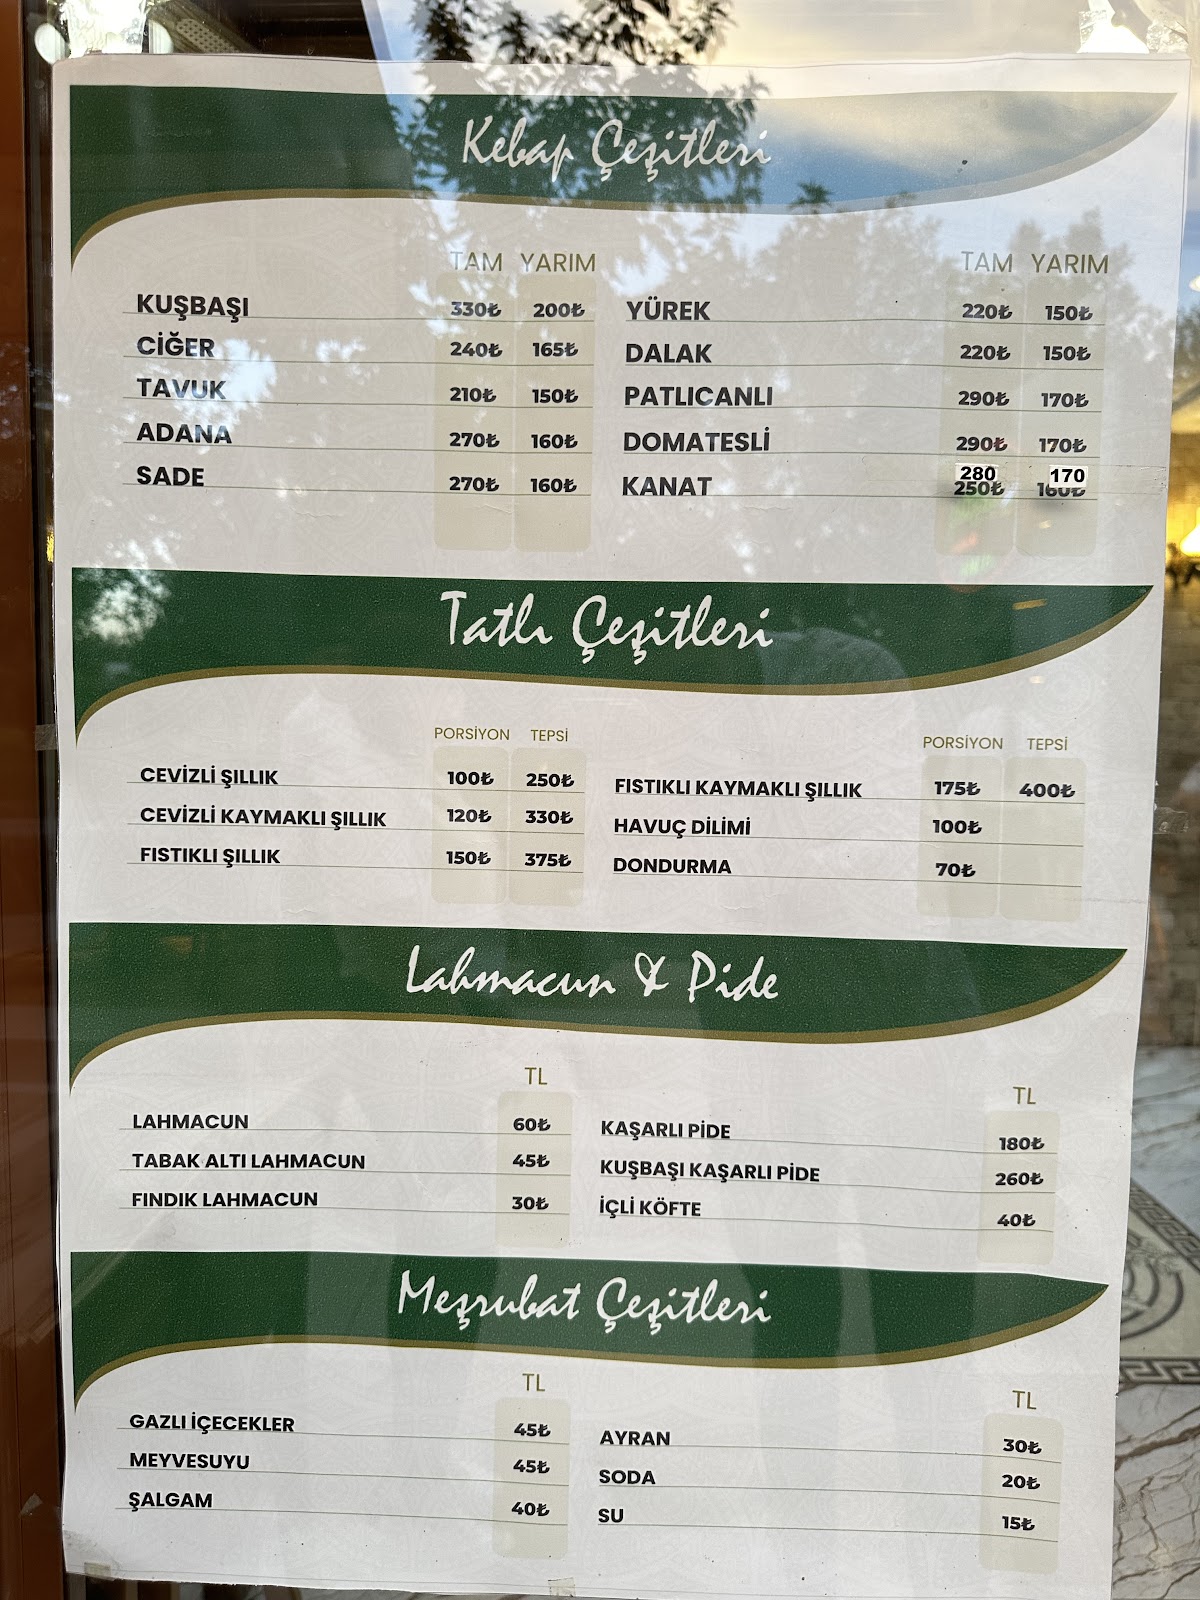 Kebap Çeşitleri
TAM YARIM
KUŞBAŞI 330₺ 200₺
CİĞER 240₺ 165₺
TAVUK 210₺ 150₺
ADANA 270₺ 160₺
SADE 270₺ 160₺
TAM YARIM
YÜREK 220₺ 150₺
DALAK 220₺ 150₺
PATLICANLI 290₺ 170₺
DOMATESLİ 290₺ 170₺
280 170
KANAT 250₺ 160₺
Tatlı Çeşitleri
PORSİYON TEPSİ
CEVİZLİ ŞILLIK 100₺ 250₺
CEVİZLİ KAYMAKLI ŞILLIK 120₺ 330₺
FISTIKLI ŞILLIK 150₺ 375₺
PORSİYON TEPSİ
FISTIKLI KAYMAKLI ŞILLIK 175₺ 400₺
HAVUÇ DİLİMİ 100₺
DONDURMA 70₺
Lahmacun & Pide
TL
LAHMACUN 60₺
TABAK ALTI LAHMACUN 45₺
FINDIK LAHMACUN 30₺
TL
KAŞARLI PİDE 180₺
KUŞBAŞI KAŞARLI PİDE 260₺
İÇLİ KÖFTE 40₺
Meşrubat Çeşitleri
TL
GAZLI İÇECEKLER 45₺
MEYVESUYU 45₺
ŞALGAM 40₺
TL
AYRAN 30₺
SODA 20₺
SU 15₺